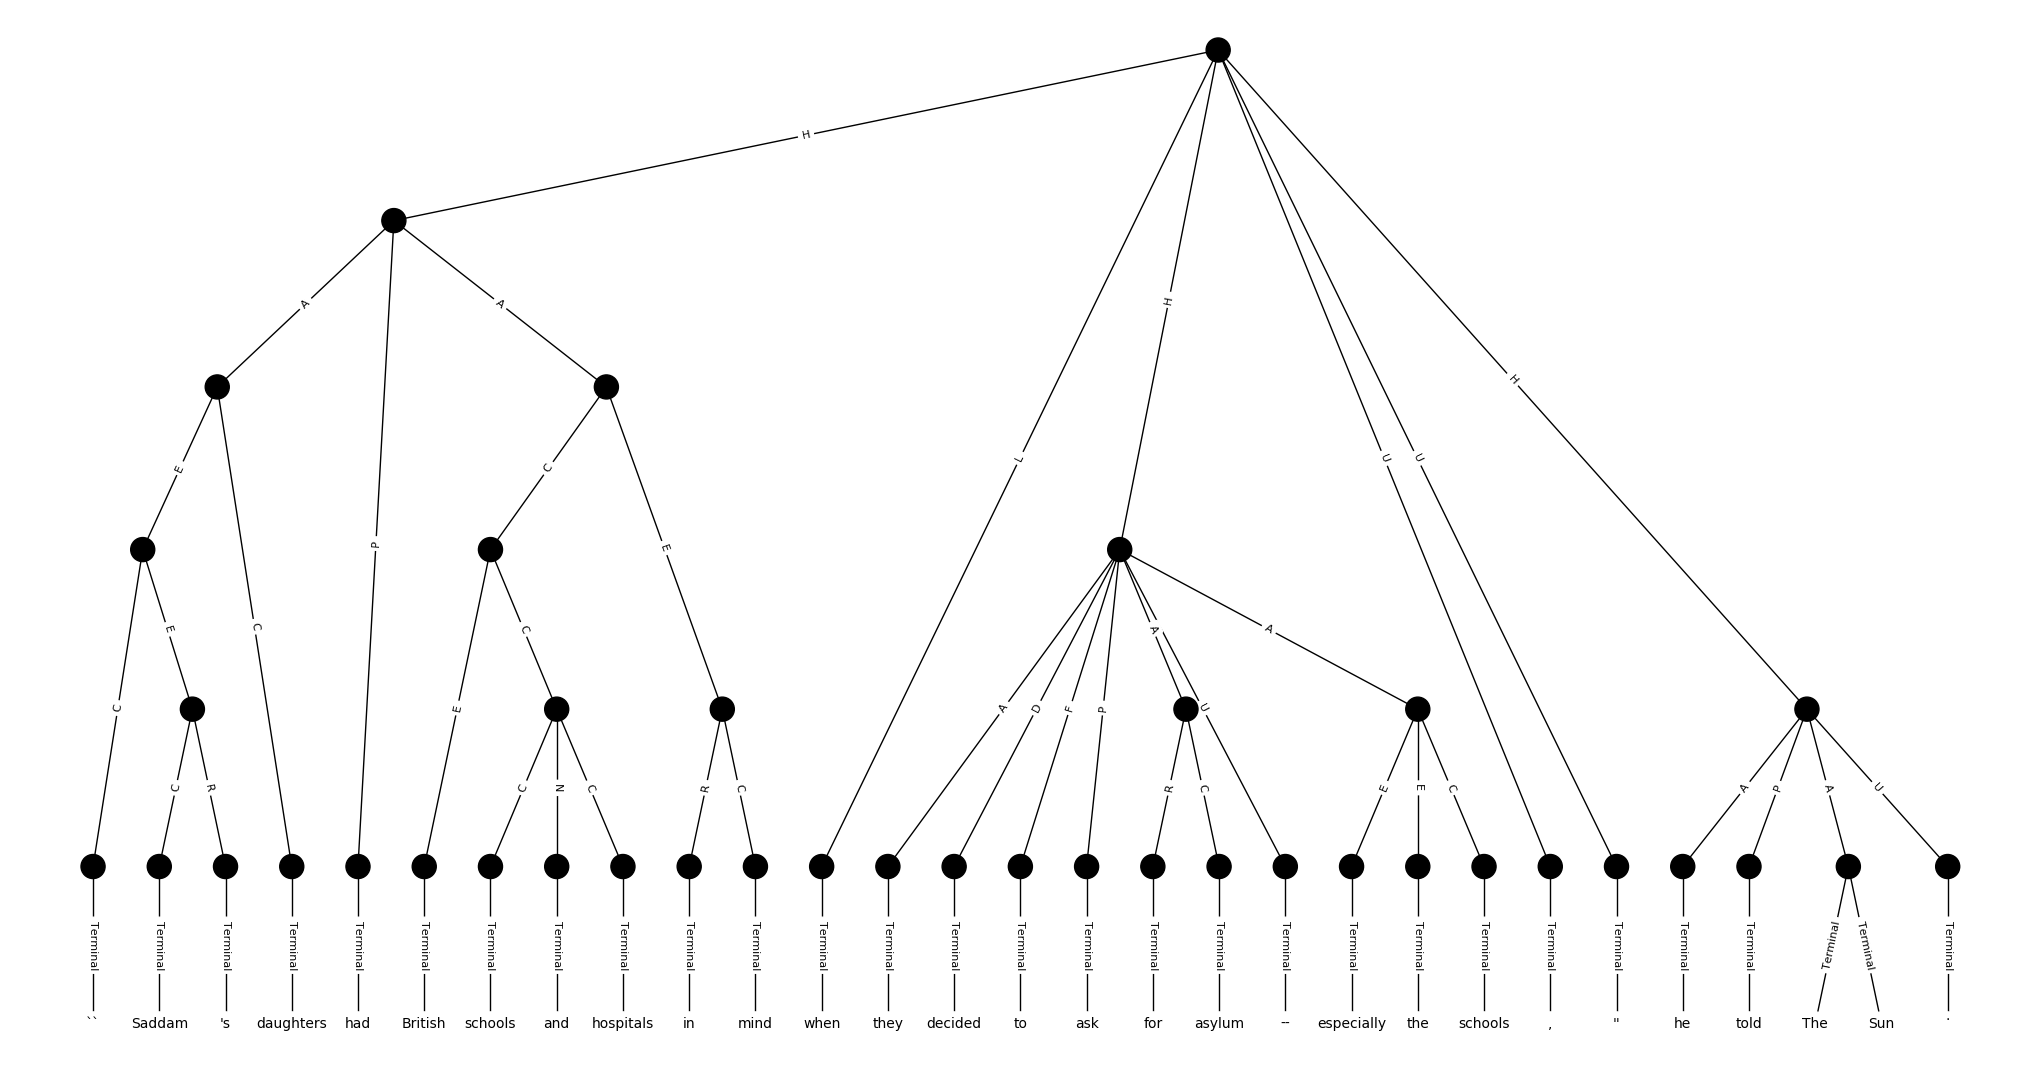 H
A A H
H
E C L U U
P C E
E C C A A
C E A D F P U
C R C N C R C R C E E C A P A U
Terminal Terminal Terminal Terminal Terminal Terminal Terminal Terminal Terminal Terminal Terminal Terminal Terminal Terminal Terminal Terminal Terminal Terminal Terminal Terminal Terminal Terminal Terminal Terminal Terminal Terminal Terminal Terminal Terminal
`` Saddam 's daughters had British schools and hospitals in mind when they decided to ask for asylum -- especially the schools , " he told The Sun .